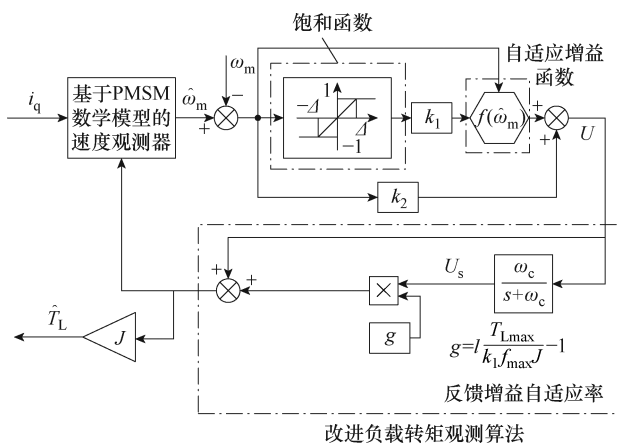 饱和函数
自适应增益
函数
i_q
基于PMSM
数学模型的
速度观测器
ω̂_m
ω_m
−
+
1
−Δ
Δ
−1
k_1
f(ω̂_m)
+
+
U
k_2
+
+
U_s
ω_c/(s+ω_c)
×
g
g=l T_Lmax/(k_1 f_max J) −1
T̂_L
J
反馈增益自适应率
改进负载转矩观测算法